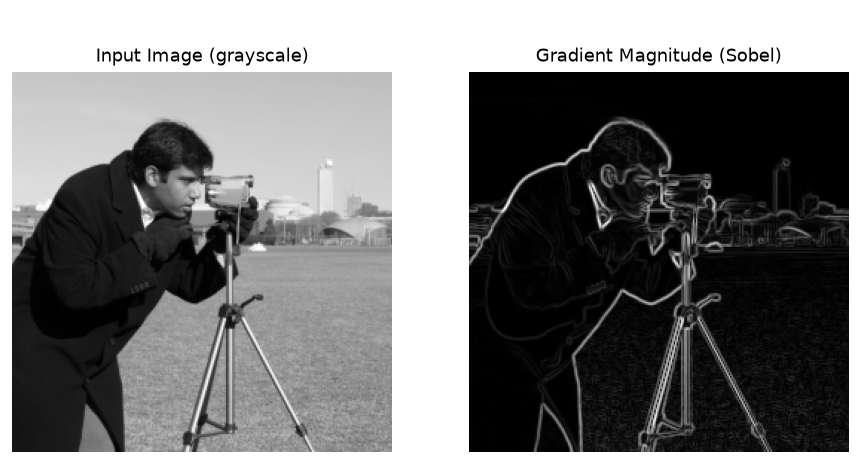 Input Image (grayscale)
Gradient Magnitude (Sobel)